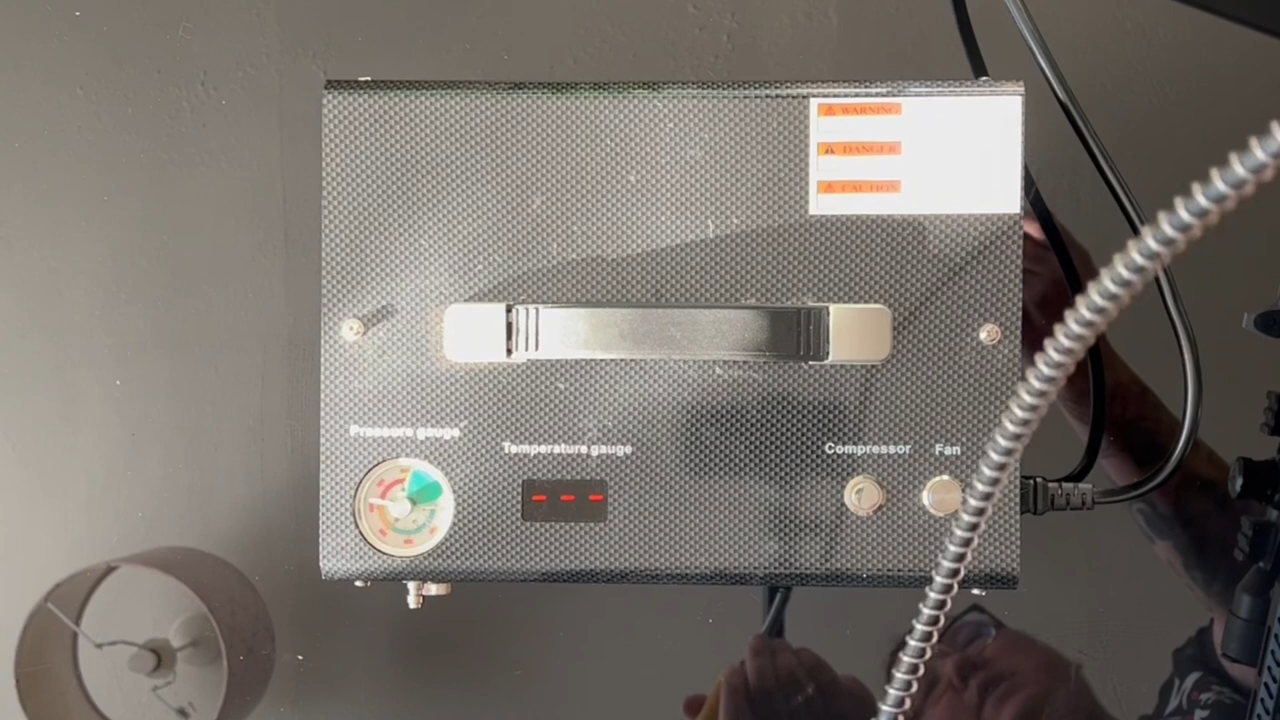 WARNING
DANGER
CAUTION
Pressure gauge
Temperature gauge
Compressor
Fan
---